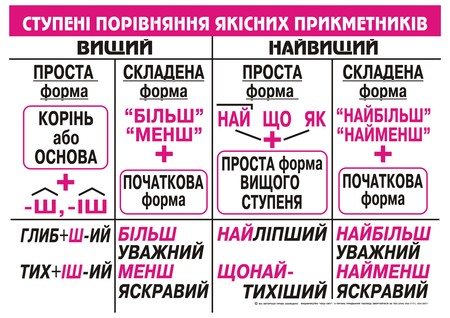 СТУПЕНІ ПОРІВНЯННЯ ЯКІСНИХ ПРИКМЕТНИКІВ
ВИЩИЙ
НАЙВИЩИЙ
ПРОСТА
форма
КОРІНЬ
або
ОСНОВА
+
-Ш,-ІШ
ГЛИБ+Ш-ИЙ
ТИХ+ІШ-ИЙ
СКЛАДЕНА
форма
“БІЛЬШ”
“МЕНШ”
+
ПОЧАТКОВА
форма
БІЛЬШ
УВАЖНИЙ
МЕНШ
ЯСКРАВИЙ
ПРОСТА
форма
НАЙ ЩО ЯК
+
ПРОСТА форма
ВИЩОГО
СТУПЕНЯ
НАЙЛІПШИЙ
ЩОНАЙ-
ТИХІШИЙ
СКЛАДЕНА
форма
“НАЙБІЛЬШ”
“НАЙМЕНШ”
+
ПОЧАТКОВА
форма
НАЙБІЛЬШ
УВАЖНИЙ
НАЙМЕНШ
ЯСКРАВИЙ